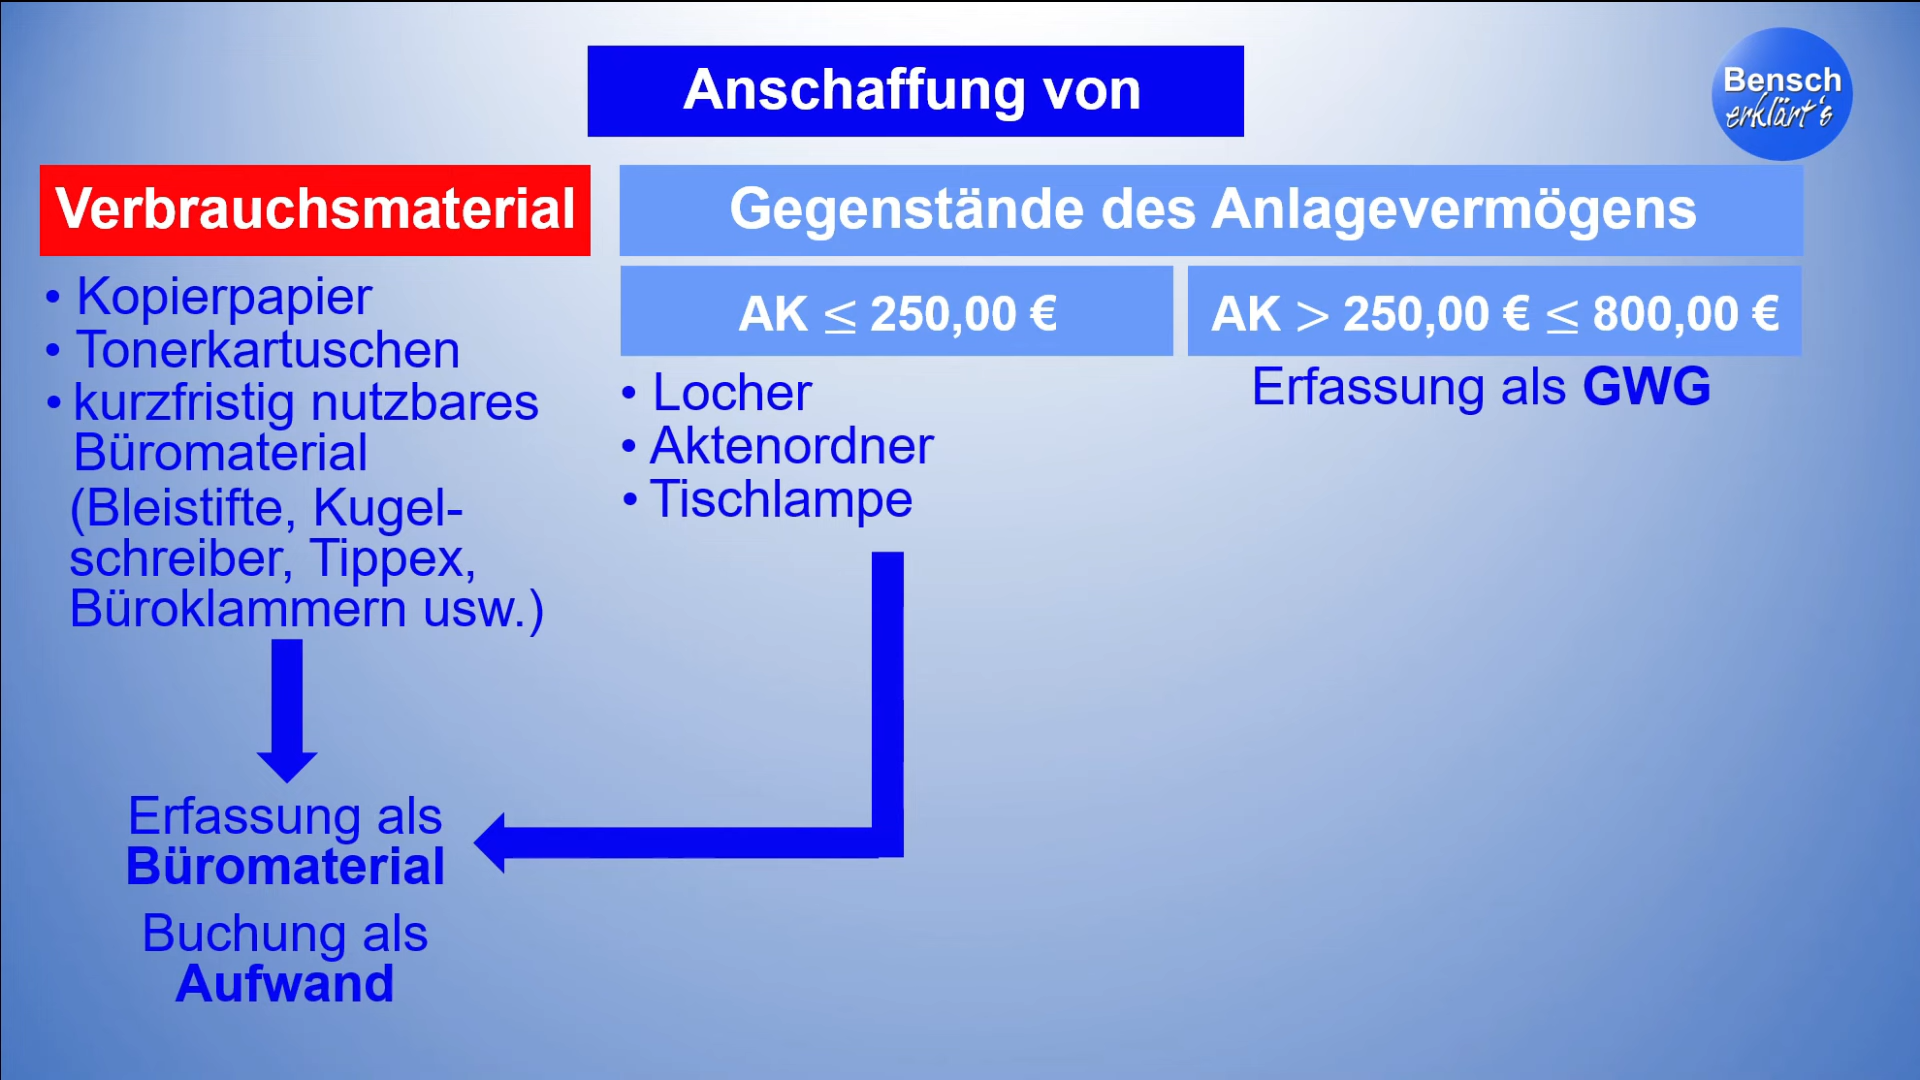 Anschaffung von
Bensch
erklärt's
Verbrauchsmaterial
• Kopierpapier
• Tonerkartuschen
• kurzfristig nutzbares
Büromaterial
(Bleistifte, Kugel-
schreiber, Tippex,
Büroklammern usw.)
Erfassung als
Büromaterial
Buchung als
Aufwand
Gegenstände des Anlagevermögens
AK ≤ 250,00 €
• Locher
• Aktenordner
• Tischlampe
AK > 250,00 € ≤ 800,00 €
Erfassung als GWG